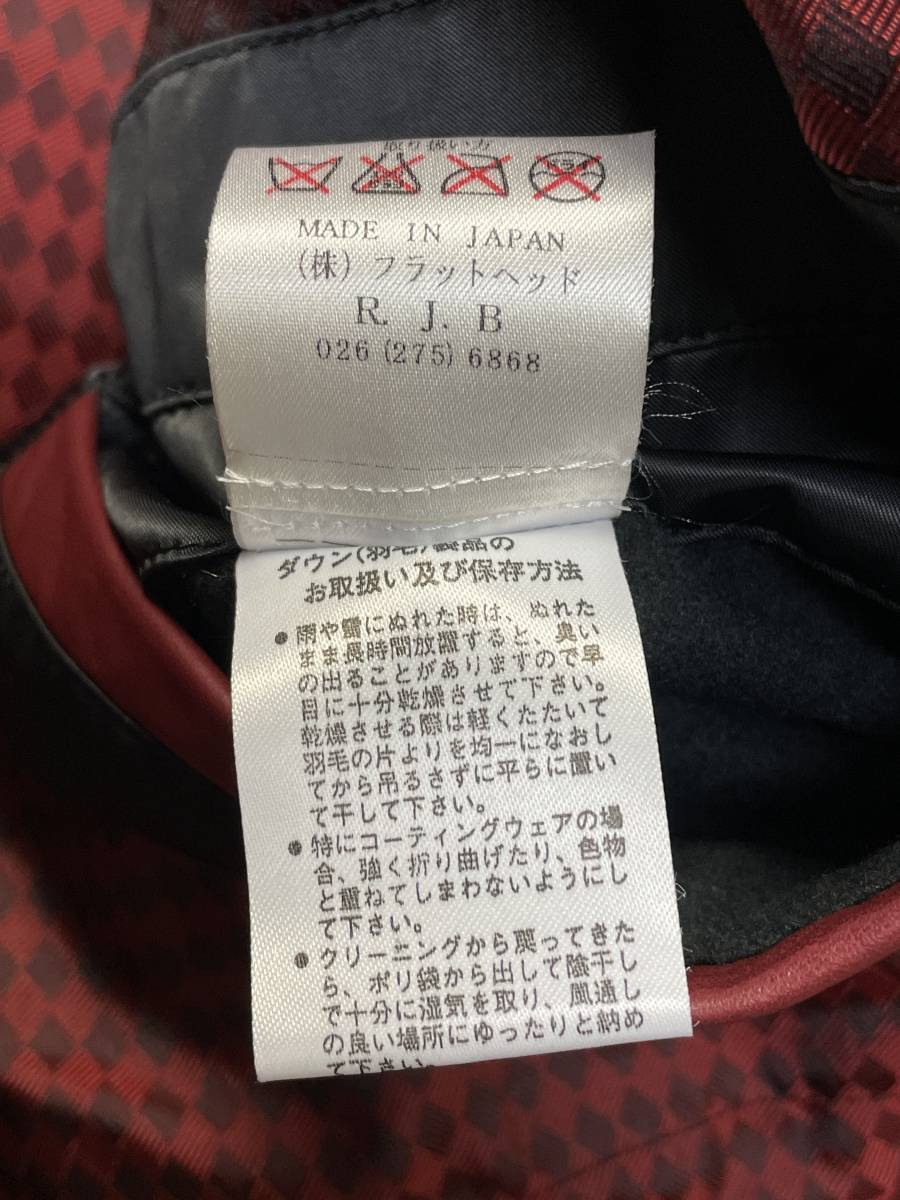 取り扱い方
MADE IN JAPAN
(株) フラットヘッド
R. J. B
026 (275) 6868
ダウン(羽毛)製品の
お取扱い及び保存方法
● 雨や雪にぬれた時は、ぬれた
まま長時間放置すると、臭い
の出ることがありますので早
目に十分乾燥させて下さい。
乾燥させる際は軽くたたいて
羽毛の片よりを均一になおし
てから吊るさずに平らに置い
て干して下さい。
● 特にコーティングウェアの場
合、強く折り曲げたり、色物
と重ねてしまわないようにし
て下さい。
● クリーニングから戻ってきた
ら、ポリ袋から出して陰干し
で十分に湿気を取り、風通し
の良い場所にゆったりと納め
て下さい。